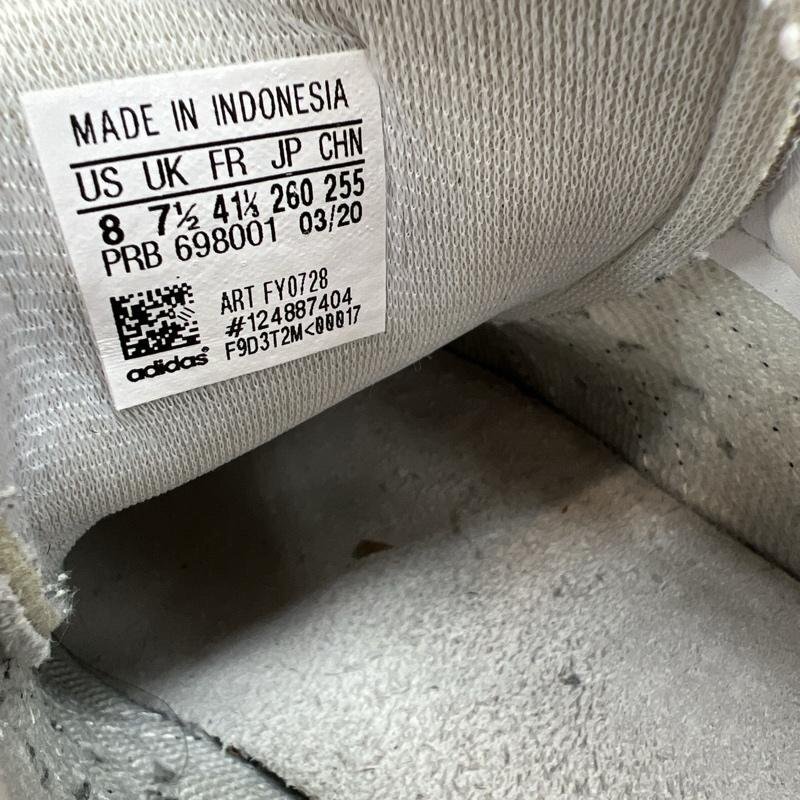 MADE IN INDONESIA
US UK FR JP CHN
8 7½ 41⅓ 260 255
PRB 698001 03/20
ART FY0728
#124887404
F9D3T2M<00017
adidas®